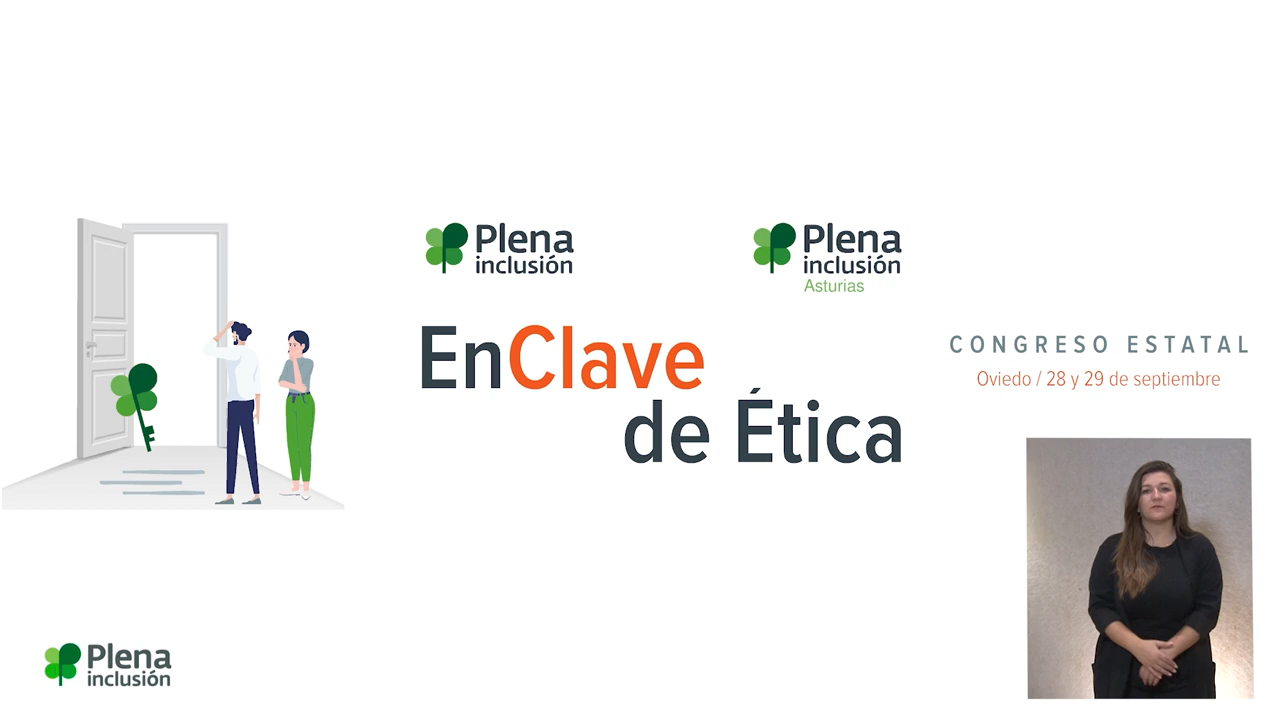 Plena
inclusión
Plena
inclusión
Asturias
EnClave
de Ética
CONGRESO ESTATAL
Oviedo / 28 y 29 de septiembre
Plena
inclusión